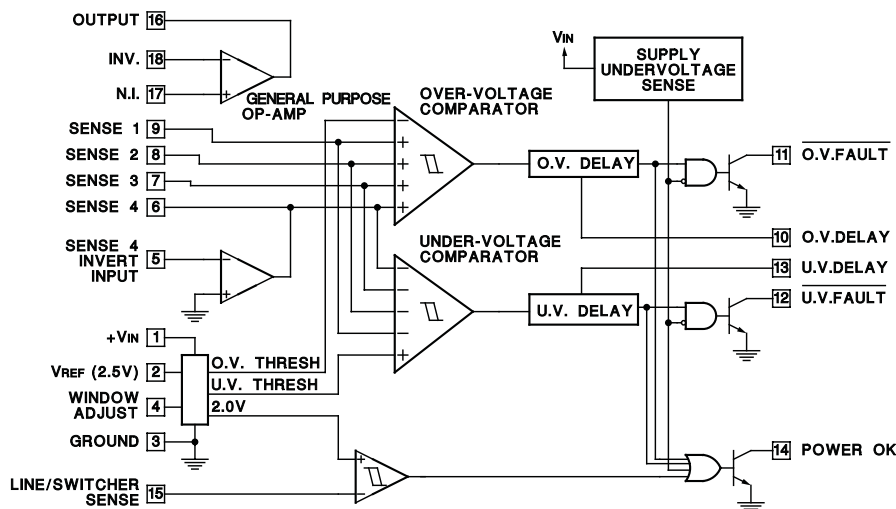 OUTPUT 16
INV. 18
N.I. 17
GENERAL PURPOSE
OP-AMP
SENSE 1 9
SENSE 2 8
SENSE 3 7
SENSE 4 6
SENSE 4
INVERT
INPUT
5
+VIN 1
VREF (2.5V) 2
WINDOW
ADJUST
4
GROUND 3
LINE/SWITCHER
SENSE
15
O.V. THRESH
U.V. THRESH
2.0V
OVER-VOLTAGE
COMPARATOR
UNDER-VOLTAGE
COMPARATOR
VIN
SUPPLY
UNDERVOLTAGE
SENSE
O.V. DELAY
U.V. DELAY
11 O.V.FAULT
10 O.V.DELAY
13 U.V.DELAY
12 U.V.FAULT
14 POWER OK